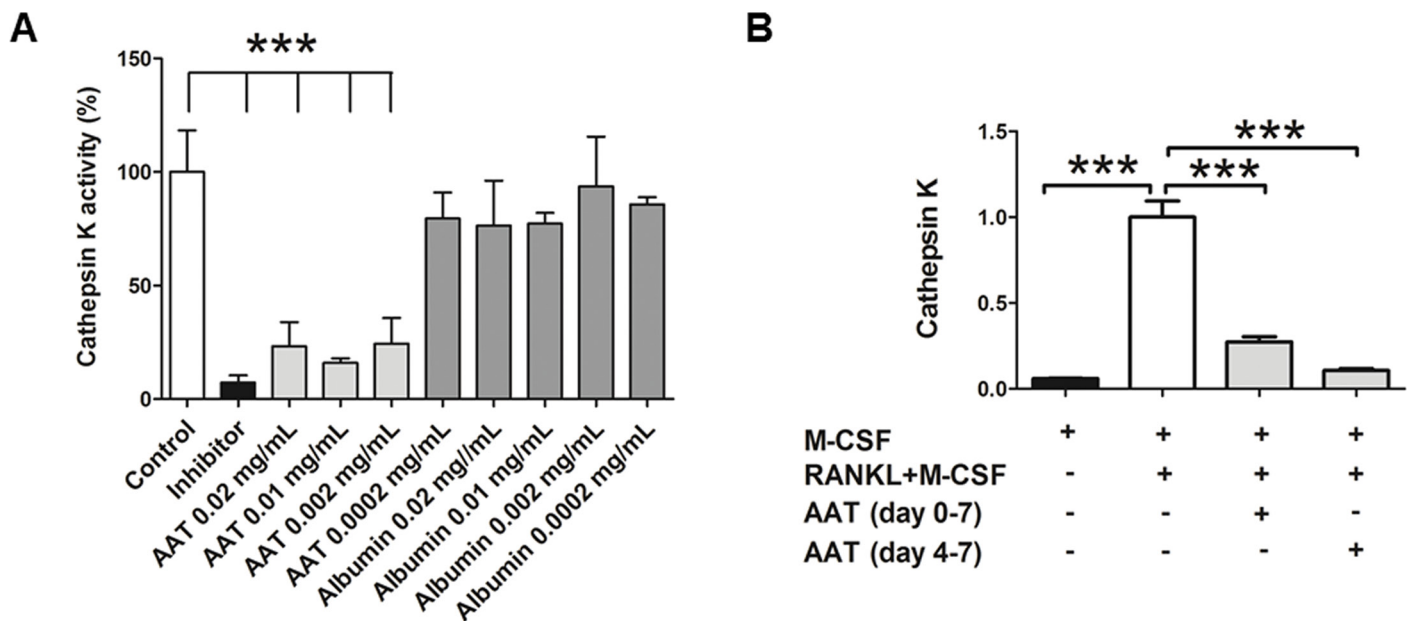 A
***
150
100
50
0
Cathepsin K activity (%)
Control
Inhibitor
AAT 0.02 mg/mL
AAT 0.01 mg/mL
AAT 0.002 mg/mL
AAT 0.0002 mg/mL
Albumin 0.02 mg//mL
Albumin 0.01 mg/mL
Albumin 0.002 mg/mL
Albumin 0.0002 mg/mL
B
***
*** ***
1.5
1.0
0.5
0.0
Cathepsin K
M-CSF + + + +
RANKL+M-CSF - + + +
AAT (day 0-7) - - + -
AAT (day 4-7) - - - +